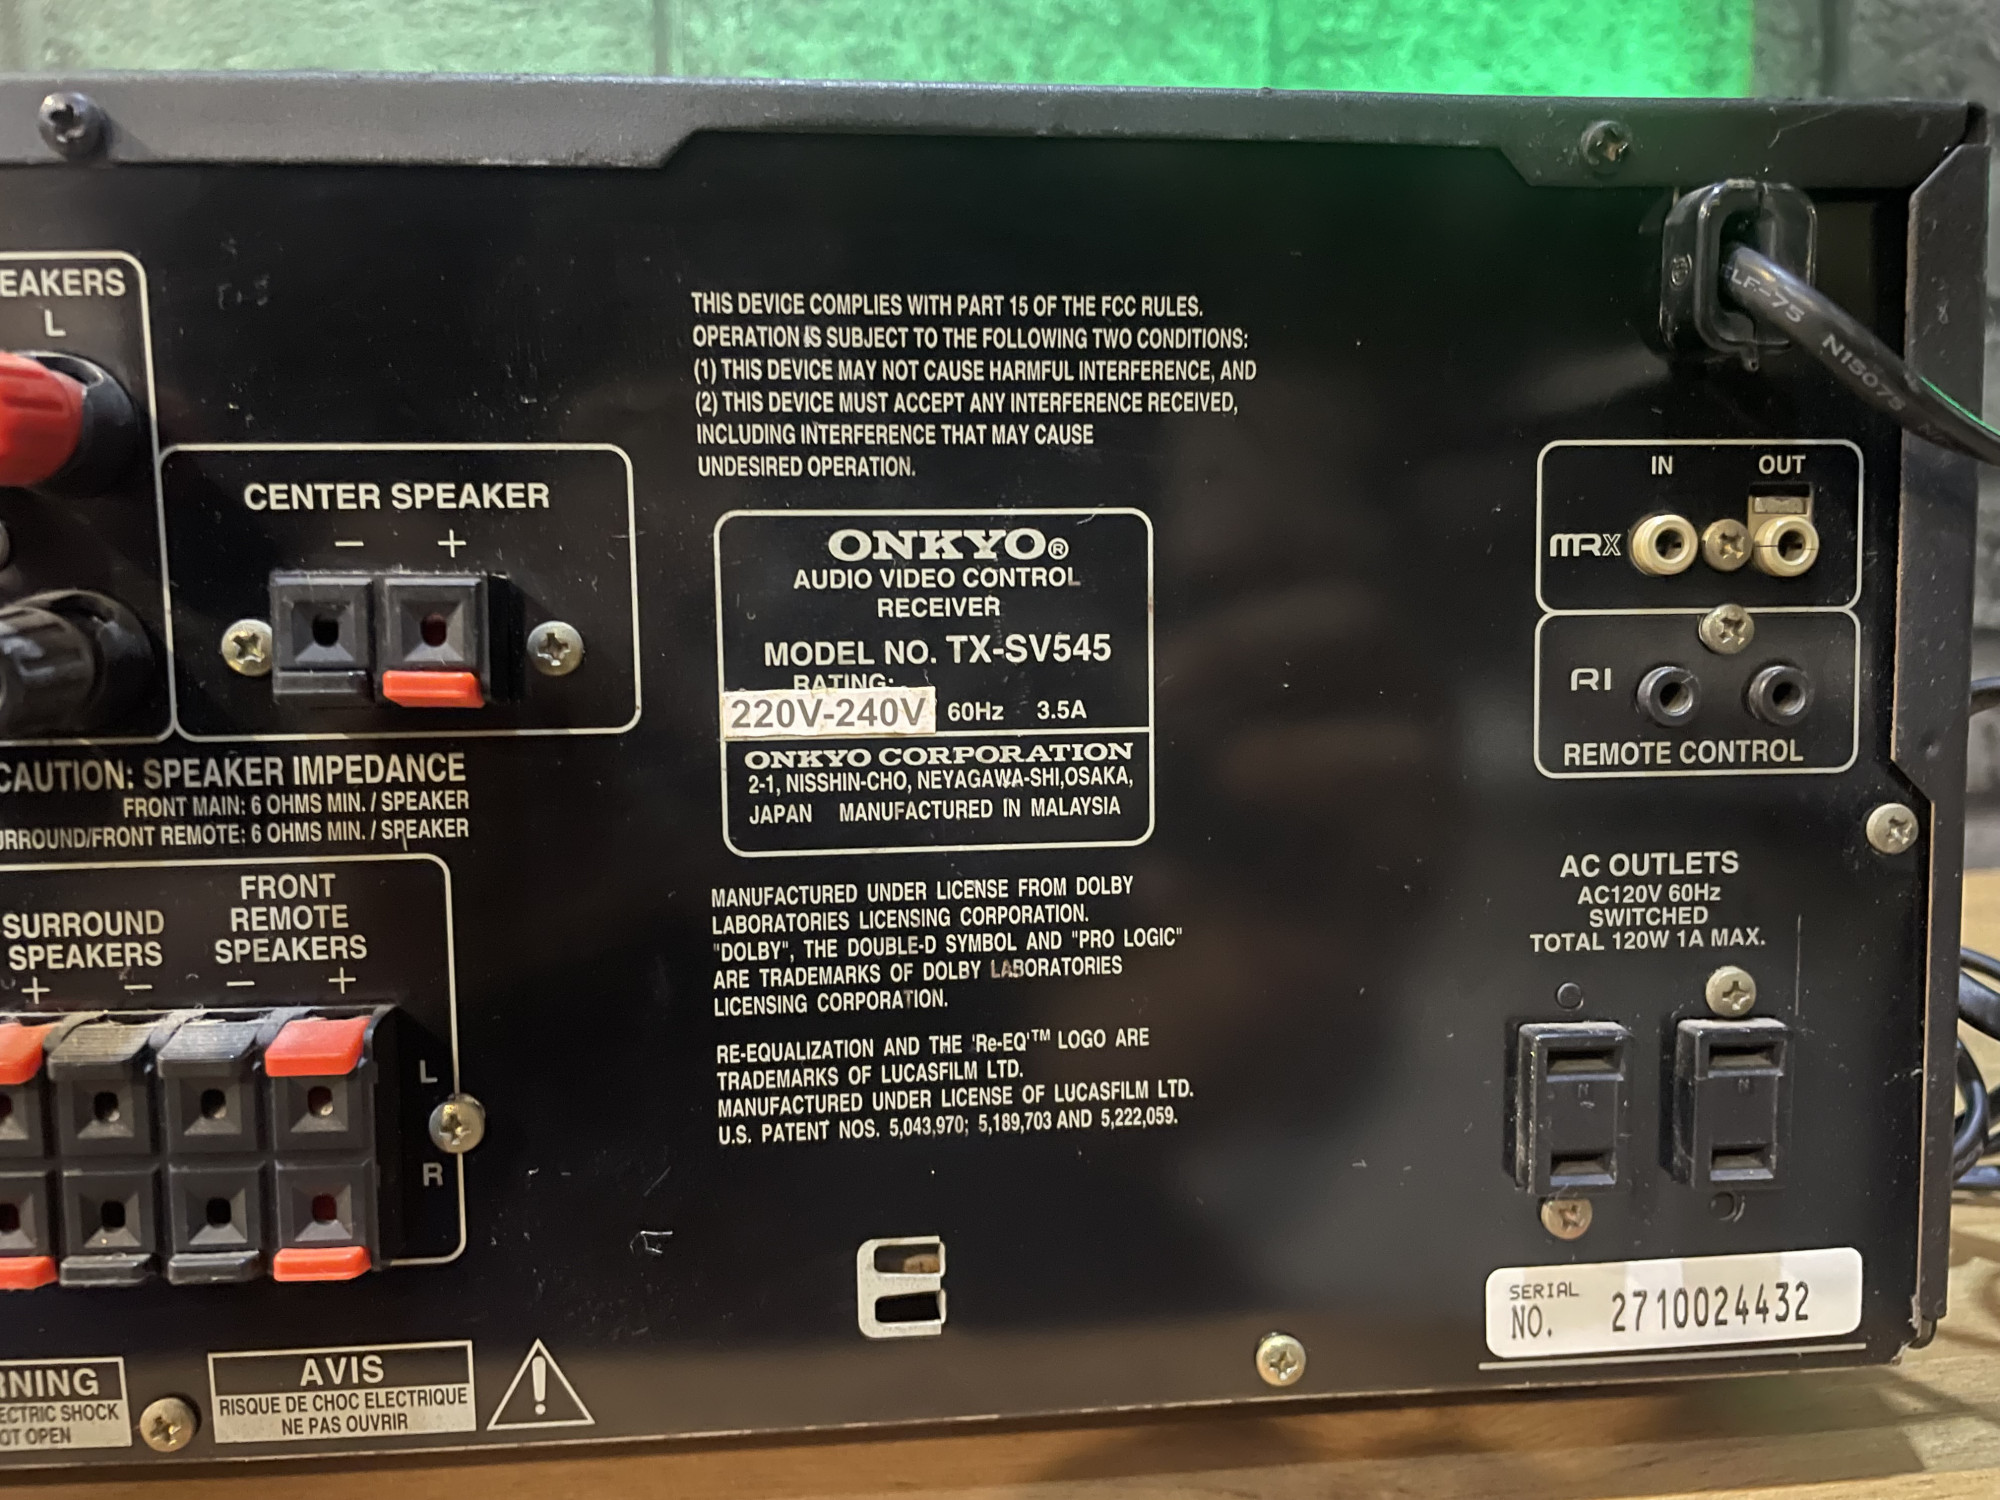 EAKERS
L
CENTER SPEAKER
− +
CAUTION: SPEAKER IMPEDANCE
FRONT MAIN: 6 OHMS MIN. / SPEAKER
URROUND/FRONT REMOTE: 6 OHMS MIN. / SPEAKER
SURROUND
SPEAKERS
+ −
FRONT
REMOTE
SPEAKERS
− +
L
R
RNING
ECTRIC SHOCK
OT OPEN
AVIS
RISQUE DE CHOC ELECTRIQUE
NE PAS OUVRIR
THIS DEVICE COMPLIES WITH PART 15 OF THE FCC RULES.
OPERATION IS SUBJECT TO THE FOLLOWING TWO CONDITIONS:
(1) THIS DEVICE MAY NOT CAUSE HARMFUL INTERFERENCE, AND
(2) THIS DEVICE MUST ACCEPT ANY INTERFERENCE RECEIVED,
INCLUDING INTERFERENCE THAT MAY CAUSE
UNDESIRED OPERATION.
ONKYO®
AUDIO VIDEO CONTROL
RECEIVER
MODEL NO. TX-SV545
RATING:
220V-240V 60Hz 3.5A
ONKYO CORPORATION
2-1, NISSHIN-CHO, NEYAGAWA-SHI,OSAKA,
JAPAN MANUFACTURED IN MALAYSIA
MANUFACTURED UNDER LICENSE FROM DOLBY
LABORATORIES LICENSING CORPORATION.
"DOLBY", THE DOUBLE-D SYMBOL AND "PRO LOGIC"
ARE TRADEMARKS OF DOLBY LABORATORIES
LICENSING CORPORATION.
RE-EQUALIZATION AND THE 'Re-EQ'™ LOGO ARE
TRADEMARKS OF LUCASFILM LTD.
MANUFACTURED UNDER LICENSE OF LUCASFILM LTD.
U.S. PATENT NOS. 5,043,970; 5,189,703 AND 5,222,059.
LF-75 N15075
IN OUT
MRX
RI
REMOTE CONTROL
AC OUTLETS
AC120V 60Hz
SWITCHED
TOTAL 120W 1A MAX.
N N
SERIAL
NO. 2710024432